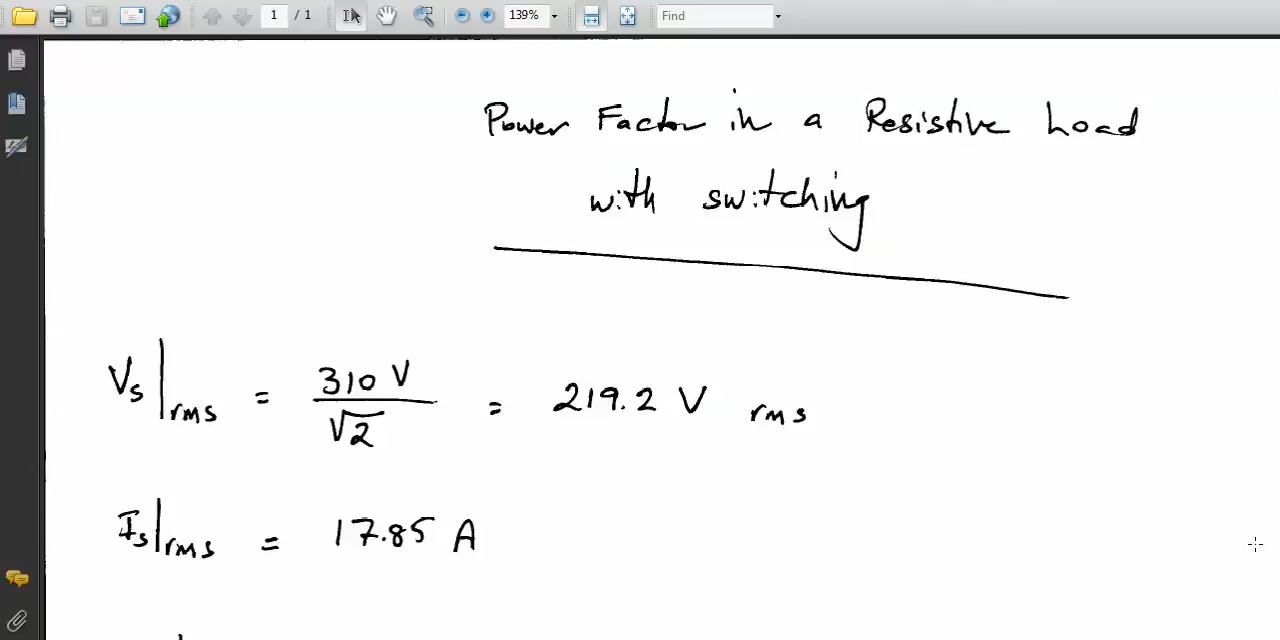 1 / 1
139%
Find
Power Factor in a Resistive Load
with switching
Vs|rms = 310 V / √2 = 219.2 V rms
Is|rms = 17.85 A